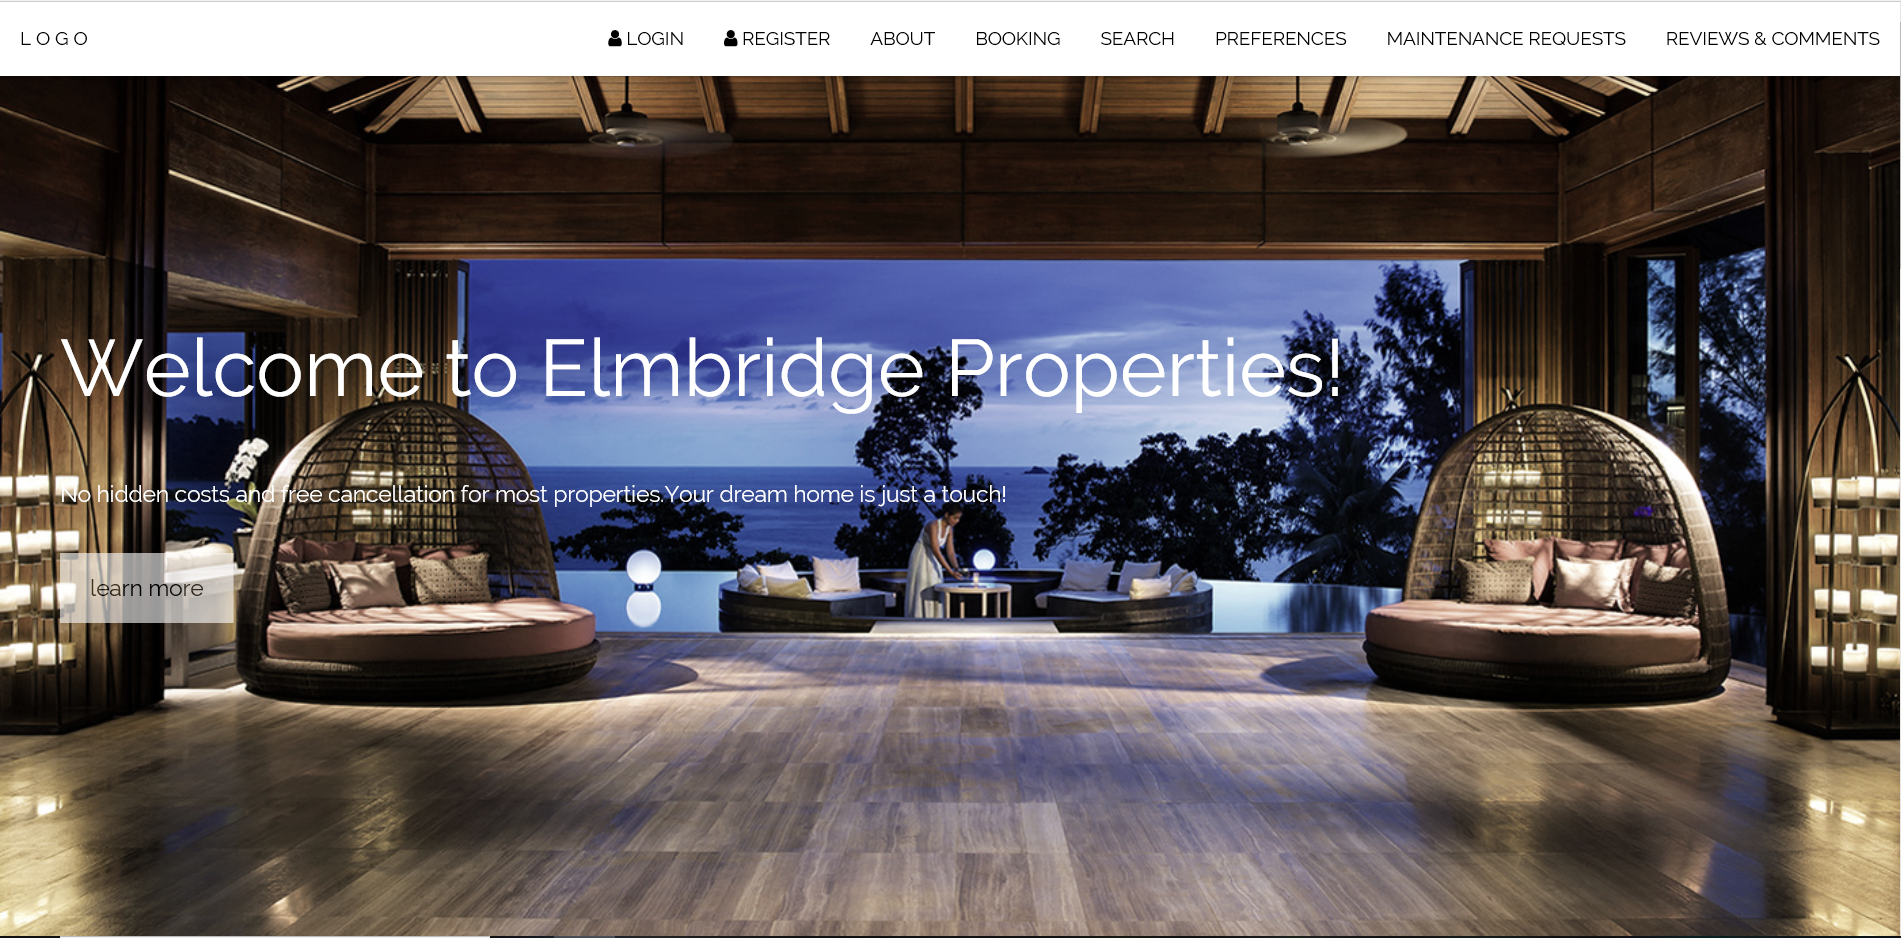 LOGO LOGIN REGISTER ABOUT BOOKING SEARCH PREFERENCES MAINTENANCE REQUESTS REVIEWS & COMMENTS
Welcome to Elmbridge Properties!
No hidden costs and free cancellation for most properties.Your dream home is just a touch!
learn more